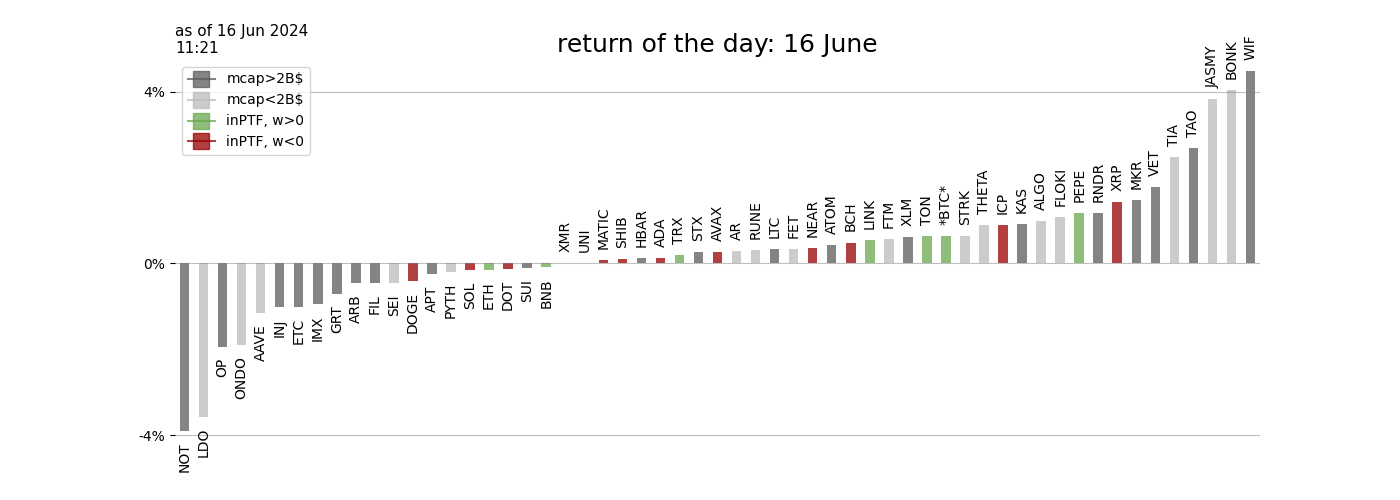 as of 16 Jun 2024
11:21
return of the day: 16 June
mcap>2B$
mcap<2B$
inPTF, w>0
inPTF, w<0
4%
0%
-4%
NOT
LDO
OP
ONDO
AAVE
INJ
ETC
IMX
GRT
ARB
FIL
SEI
DOGE
APT
PYTH
SOL
ETH
DOT
SUI
BNB
XMR
UNI
MATIC
SHIB
HBAR
ADA
TRX
STX
AVAX
AR
RUNE
LTC
FET
NEAR
ATOM
BCH
LINK
FTM
XLM
TON
*BTC*
STRK
THETA
ICP
KAS
ALGO
FLOKI
PEPE
RNDR
XRP
MKR
VET
TIA
TAO
JASMY
BONK
WIF